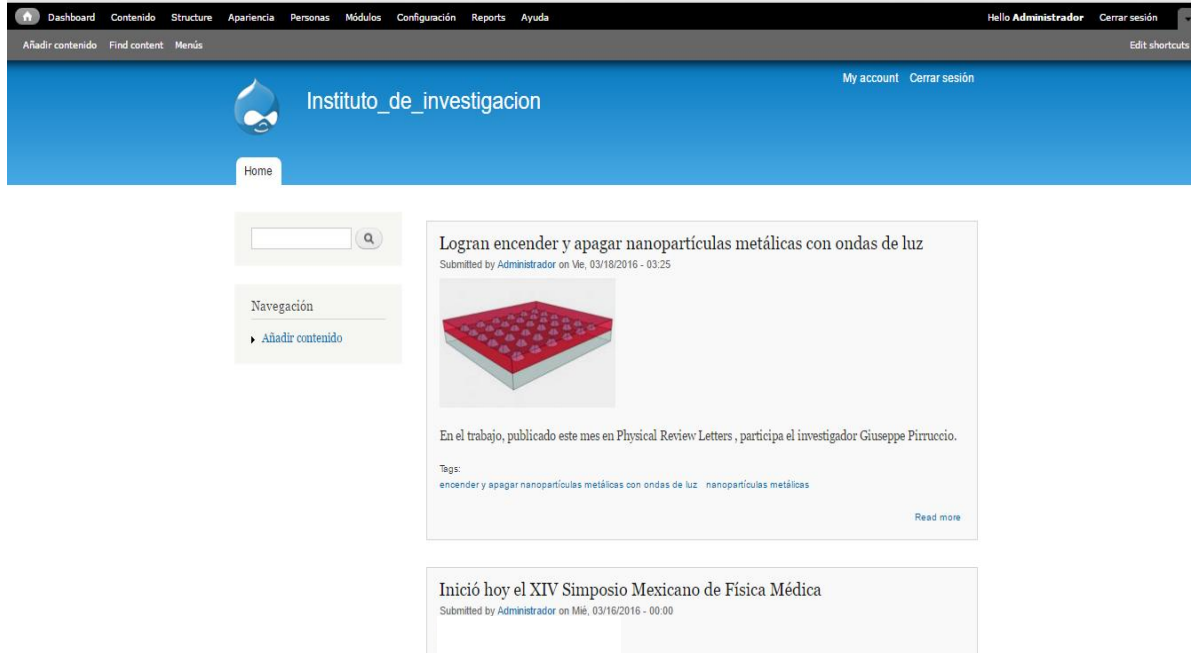 Dashboard Contenido Structure Apariencia Personas Módulos Configuración Reports Ayuda Hello Administrador Cerrar sesión
Añadir contenido Find content Menús Edit shortcuts
My account Cerrar sesión
Instituto_de_investigacion
Home
Navegación
Añadir contenido
Logran encender y apagar nanopartículas metálicas con ondas de luz
Submitted by Administrador on Vie, 03/18/2016 - 03:25
En el trabajo, publicado este mes en Physical Review Letters , participa el investigador Giuseppe Pirruccio.
Tags:
encender y apagar nanopartículas metálicas con ondas de luz nanopartículas metálicas
Read more
Inició hoy el XIV Simposio Mexicano de Física Médica
Submitted by Administrador on Mié, 03/16/2016 - 00:00